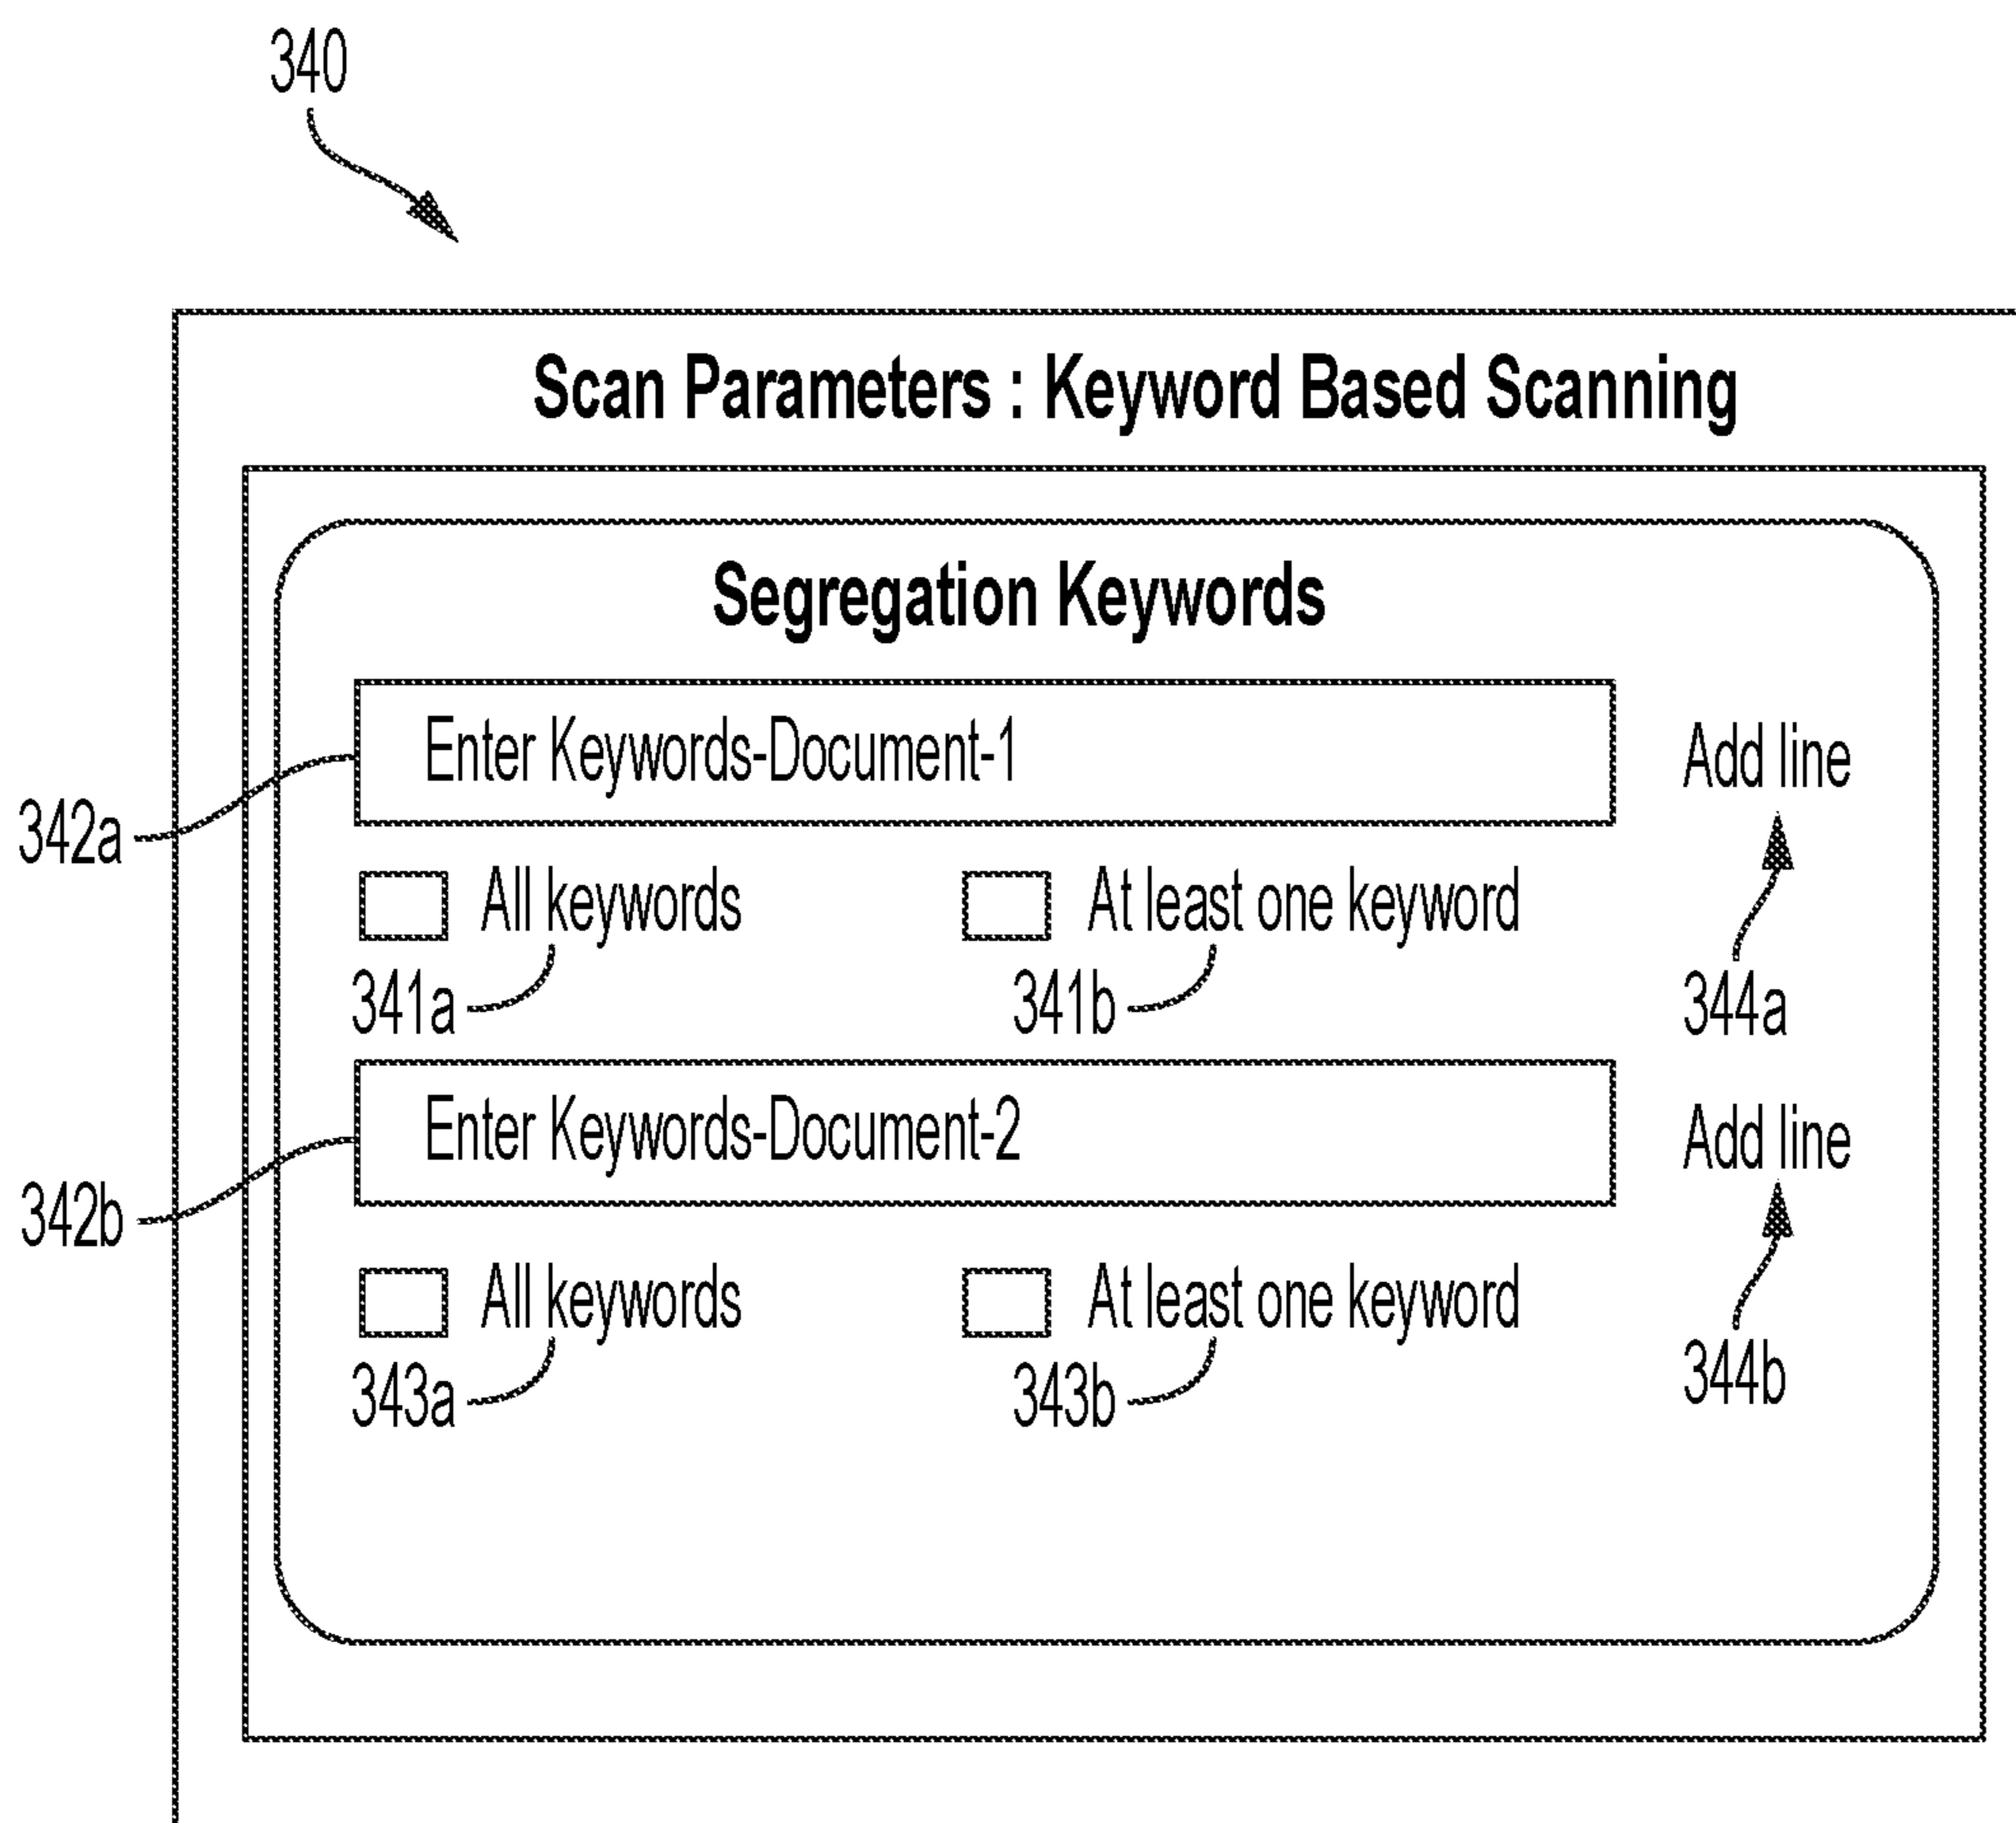 340
Scan Parameters : Keyword Based Scanning
Segregation Keywords
Enter Keywords-Document-1
Add line
342a
All keywords
At least one keyword
341a
341b
344a
Enter Keywords-Document-2
Add line
342b
All keywords
At least one keyword
343a
343b
344b